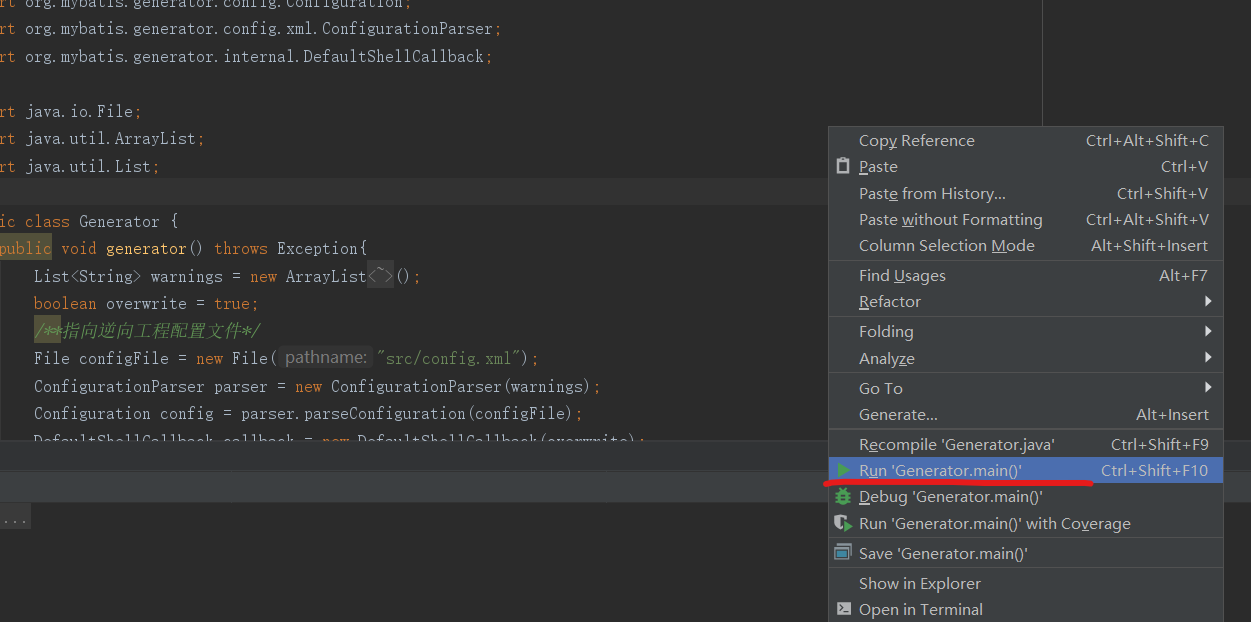 rt org.mybatis.generator.config.Configuration;
rt org.mybatis.generator.config.xml.ConfigurationParser;
rt org.mybatis.generator.internal.DefaultShellCallback;
rt java.io.File;
rt java.util.ArrayList;
rt java.util.List;
ic class Generator {
public void generator() throws Exception{
List<String> warnings = new ArrayList<~>();
boolean overwrite = true;
/**指向逆向工程配置文件*/
File configFile = new File( pathname: "src/config.xml");
ConfigurationParser parser = new ConfigurationParser(warnings);
Configuration config = parser.parseConfiguration(configFile);
DefaultShellCallback callback = new DefaultShellCallback(overwrite);
...
Copy Reference Ctrl+Alt+Shift+C
Paste Ctrl+V
Paste from History... Ctrl+Shift+V
Paste without Formatting Ctrl+Alt+Shift+V
Column Selection Mode Alt+Shift+Insert
Find Usages Alt+F7
Refactor
Folding
Analyze
Go To
Generate... Alt+Insert
Recompile 'Generator.java' Ctrl+Shift+F9
Run 'Generator.main()' Ctrl+Shift+F10
Debug 'Generator.main()'
Run 'Generator.main()' with Coverage
Save 'Generator.main()'
Show in Explorer
Open in Terminal